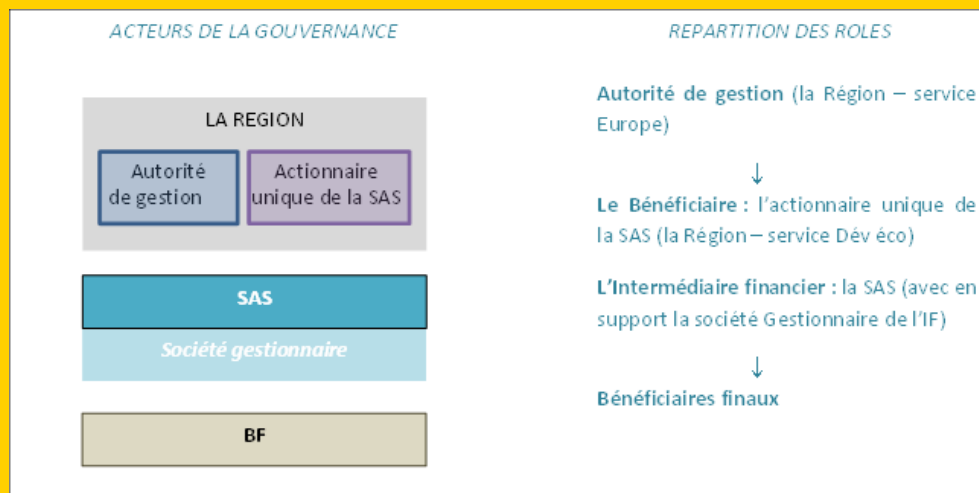 ACTEURS DE LA GOUVERNANCE
LA REGION
Autorité
de gestion
Actionnaire
unique de la SAS
SAS
Société gestionnaire
BF
REPARTITION DES ROLES
Autorité de gestion (la Région – service
Europe)
↓
Le Bénéficiaire : l'actionnaire unique de
la SAS (la Région – service Dév éco)
L'Intermédiaire financier : la SAS (avec en
support la société Gestionnaire de l'IF)
↓
Bénéficiaires finaux